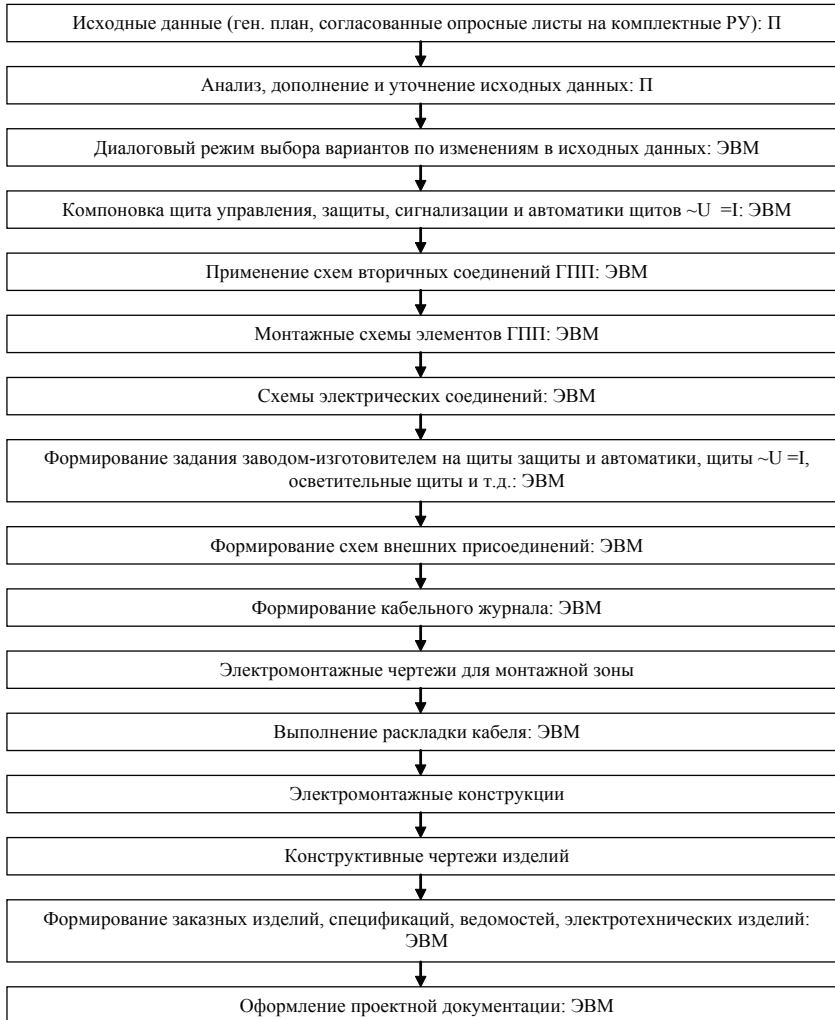 Исходные данные (ген. план, согласованные опросные листы на комплектные РУ): П
Анализ, дополнение и уточнение исходных данных: П
Диалоговый режим выбора вариантов по изменениям в исходных данных: ЭВМ
Компоновка щита управления, защиты, сигнализации и автоматики щитов ~U =I: ЭВМ
Применение схем вторичных соединений ГПП: ЭВМ
Монтажные схемы элементов ГПП: ЭВМ
Схемы электрических соединений: ЭВМ
Формирование задания заводом-изготовителем на щиты защиты и автоматики, щиты ~U =I,
осветительные щиты и т.д.: ЭВМ
Формирование схем внешних присоединений: ЭВМ
Формирование кабельного журнала: ЭВМ
Электромонтажные чертежи для монтажной зоны
Выполнение раскладки кабеля: ЭВМ
Электромонтажные конструкции
Конструктивные чертежи изделий
Формирование заказных изделий, спецификаций, ведомостей, электротехнических изделий:
ЭВМ
Оформление проектной документации: ЭВМ